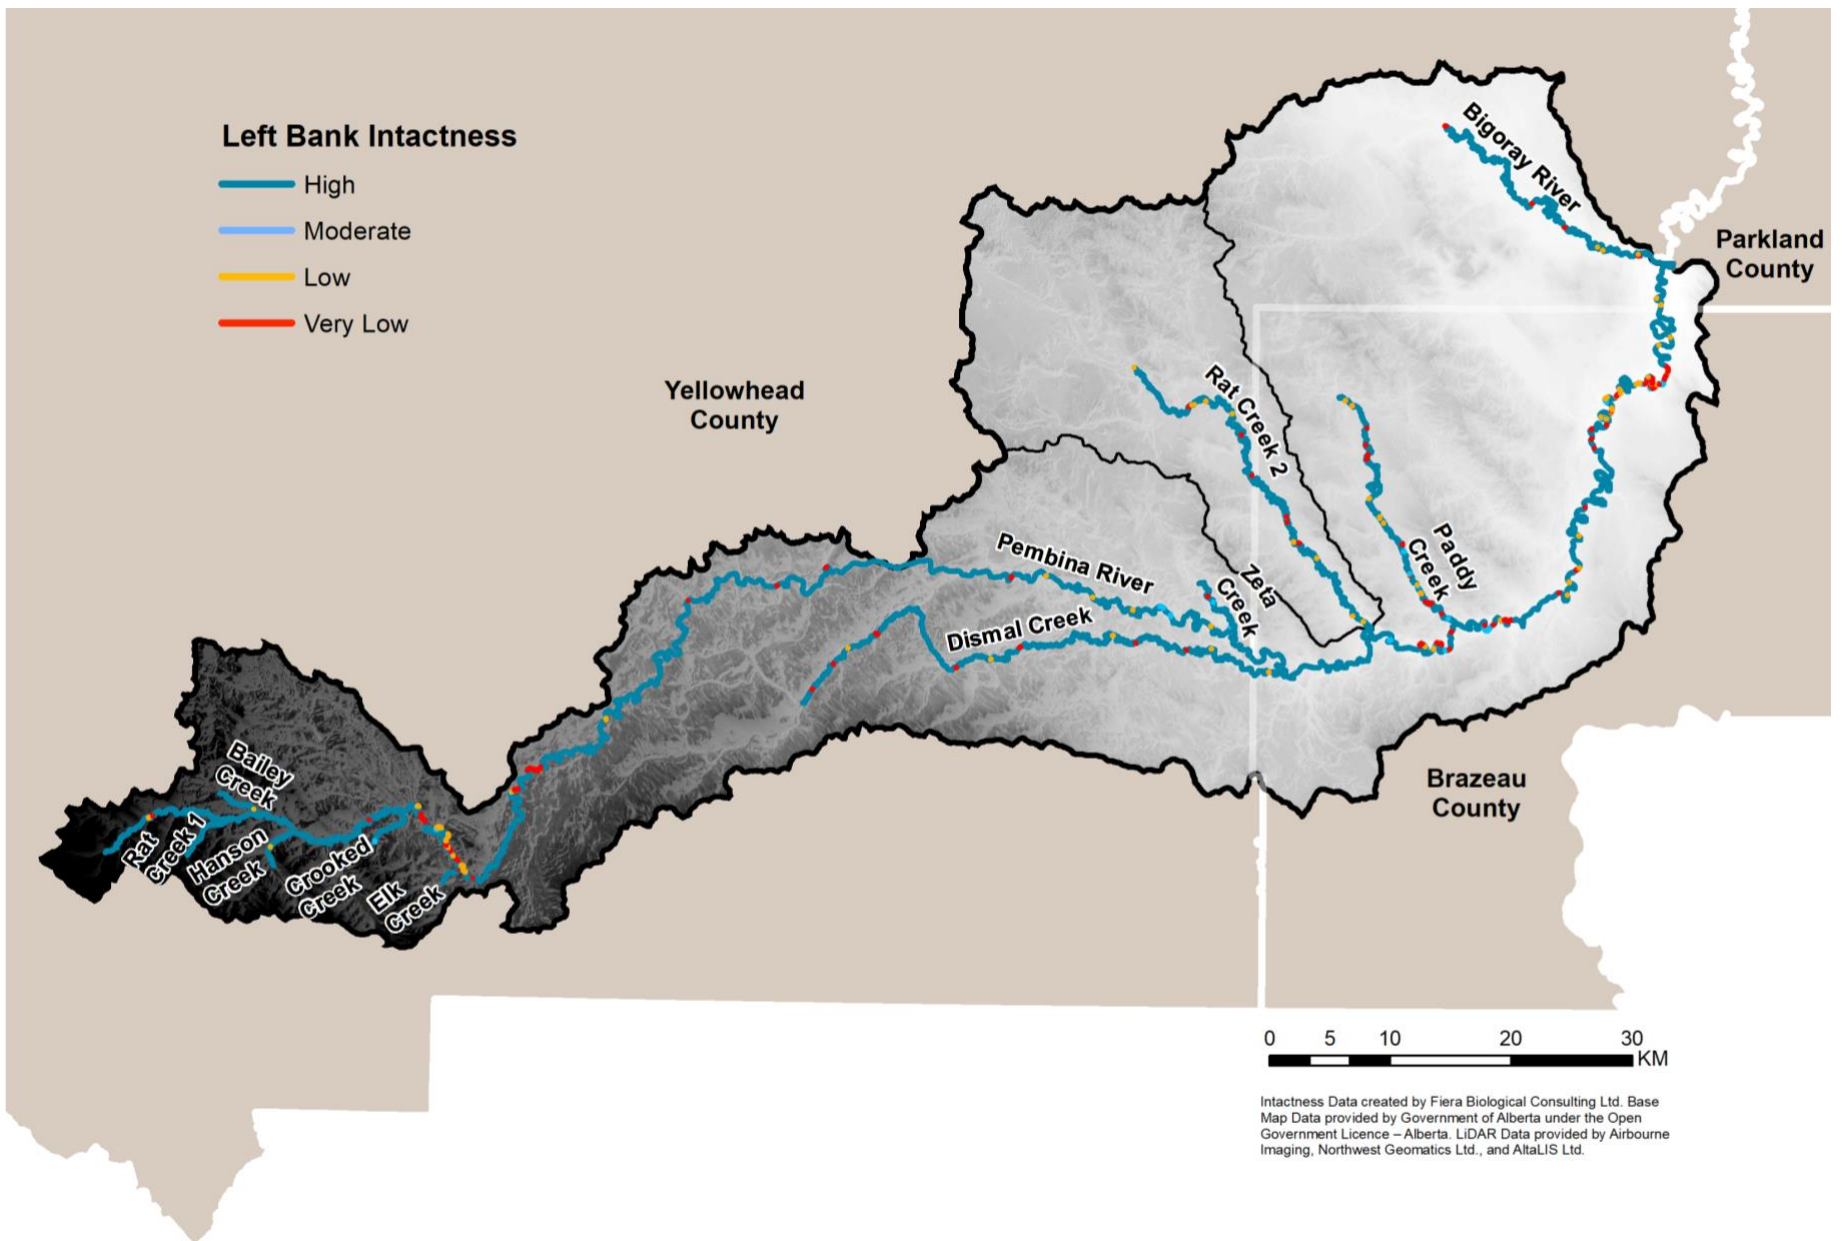 Left Bank Intactness
High
Moderate
Low
Very Low
Bigoray River
Parkland
County
Yellowhead
County
Rat Creek 2
Paddy
Creek
Pembina River
Zeta
Creek
Dismal Creek
Bailey
Creek
Rat
Creek 1
Hanson
Creek
Crooked
Creek
Elk
Creek
Brazeau
County
0 5 10 20 30
KM
Intactness Data created by Fiera Biological Consulting Ltd. Base
Map Data provided by Government of Alberta under the Open
Government Licence – Alberta. LiDAR Data provided by Airbourne
Imaging, Northwest Geomatics Ltd., and AltaLIS Ltd.